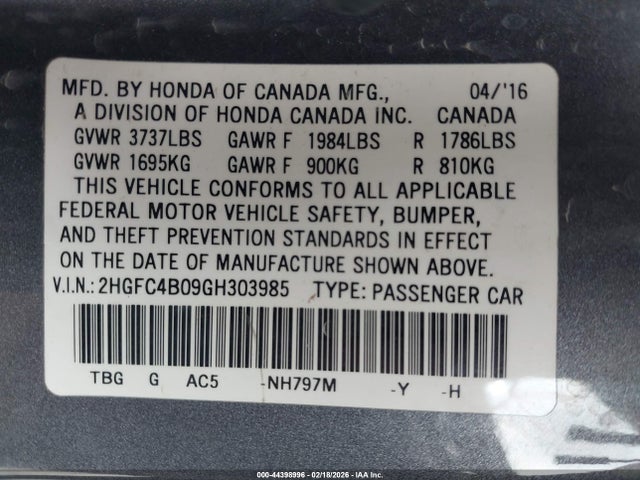 MFD. BY HONDA OF CANADA MFG., 04/'16
A DIVISION OF HONDA CANADA INC. CANADA
GVWR 3737LBS GAWR F 1984LBS R 1786LBS
GVWR 1695KG GAWR F 900KG R 810KG
THIS VEHICLE CONFORMS TO ALL APPLICABLE
FEDERAL MOTOR VEHICLE SAFETY, BUMPER,
AND THEFT PREVENTION STANDARDS IN EFFECT
ON THE DATE OF MANUFACTURE SHOWN ABOVE.
V.I.N.: 2HGFC4B09GH303985 TYPE: PASSENGER CAR
TBG G AC5 -NH797M -Y -H
000-44398996 - 02/18/2026 - IAA Inc.